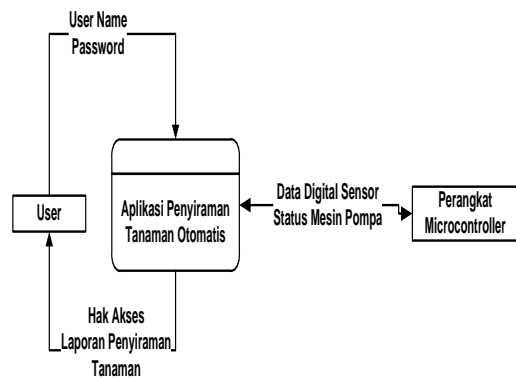 User Name
Password
User
Aplikasi Penyiraman
Tanaman Otomatis
Data Digital Sensor
Status Mesin Pompa
Perangkat
Microcontroller
Hak Akses
Laporan Penyiraman
Tanaman